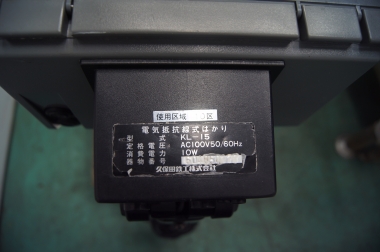 使用区域 区
電気抵抗線式はかり
型式 KL-15
定格電圧 AC100V50/60Hz
消費電力 10W
器物番号
久保田鉄工株式会社